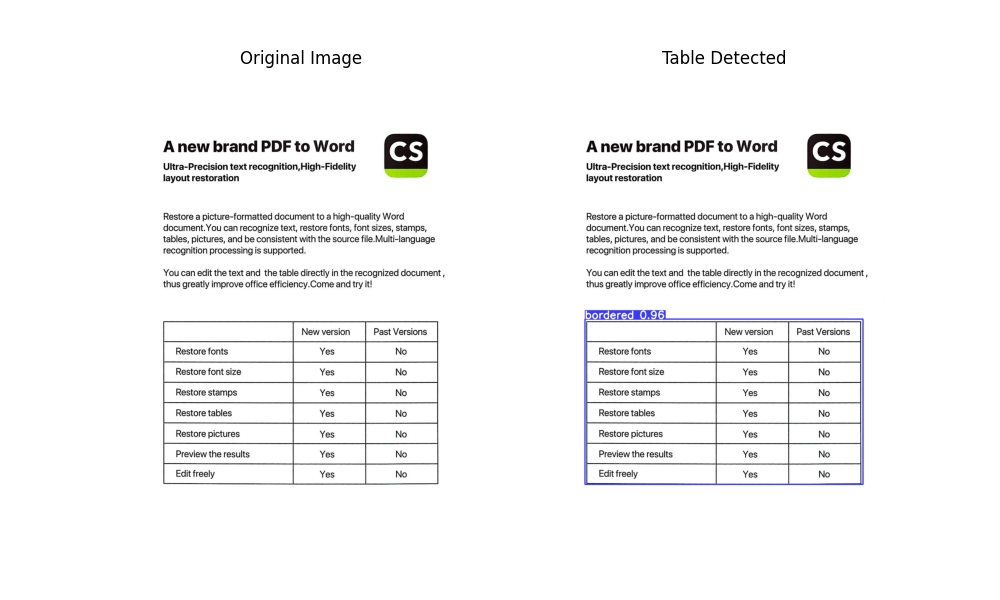 Original Image
A new brand PDF to Word
CS
Ultra-Precision text recognition,High-Fidelity
layout restoration
Restore a picture-formatted document to a high-quality Word
document.You can recognize text, restore fonts, font sizes, stamps,
tables, pictures, and be consistent with the source file.Multi-language
recognition processing is supported.
You can edit the text and the table directly in the recognized document ,
thus greatly improve office efficiency.Come and try it!
New version Past Versions
Restore fonts Yes No
Restore font size Yes No
Restore stamps Yes No
Restore tables Yes No
Restore pictures Yes No
Preview the results Yes No
Edit freely Yes No
Table Detected
A new brand PDF to Word
CS
Ultra-Precision text recognition,High-Fidelity
layout restoration
Restore a picture-formatted document to a high-quality Word
document.You can recognize text, restore fonts, font sizes, stamps,
tables, pictures, and be consistent with the source file.Multi-language
recognition processing is supported.
You can edit the text and the table directly in the recognized document ,
thus greatly improve office efficiency.Come and try it!
bordered 0.96
New version Past Versions
Restore fonts Yes No
Restore font size Yes No
Restore stamps Yes No
Restore tables Yes No
Restore pictures Yes No
Preview the results Yes No
Edit freely Yes No